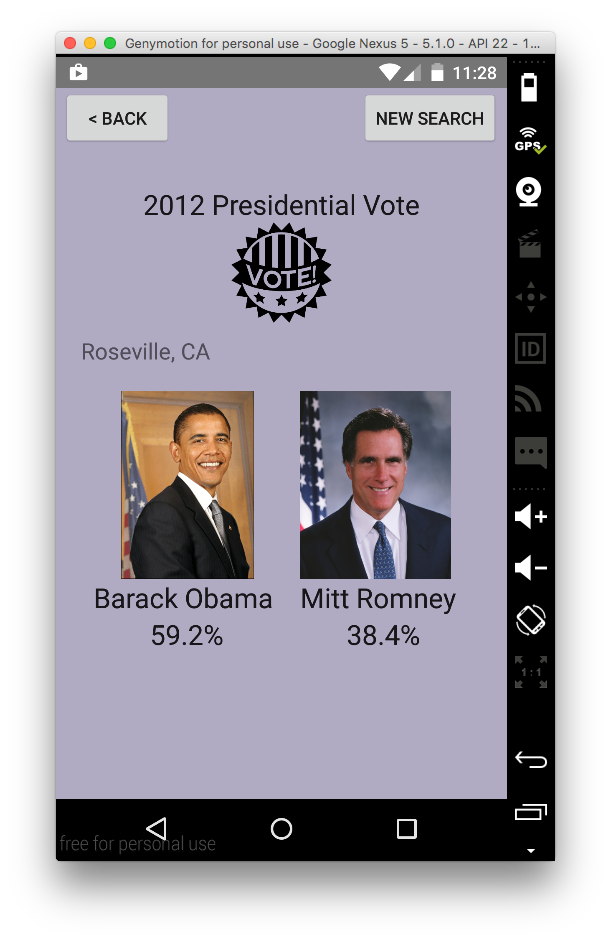 Genymotion for personal use - Google Nexus 5 - 5.1.0 - API 22 - 1...
11:28
< BACK
NEW SEARCH
GPS
2012 Presidential Vote
VOTE!
ID
Roseville, CA
Barack Obama
Mitt Romney
59.2%
38.4%
1:1
free for personal use